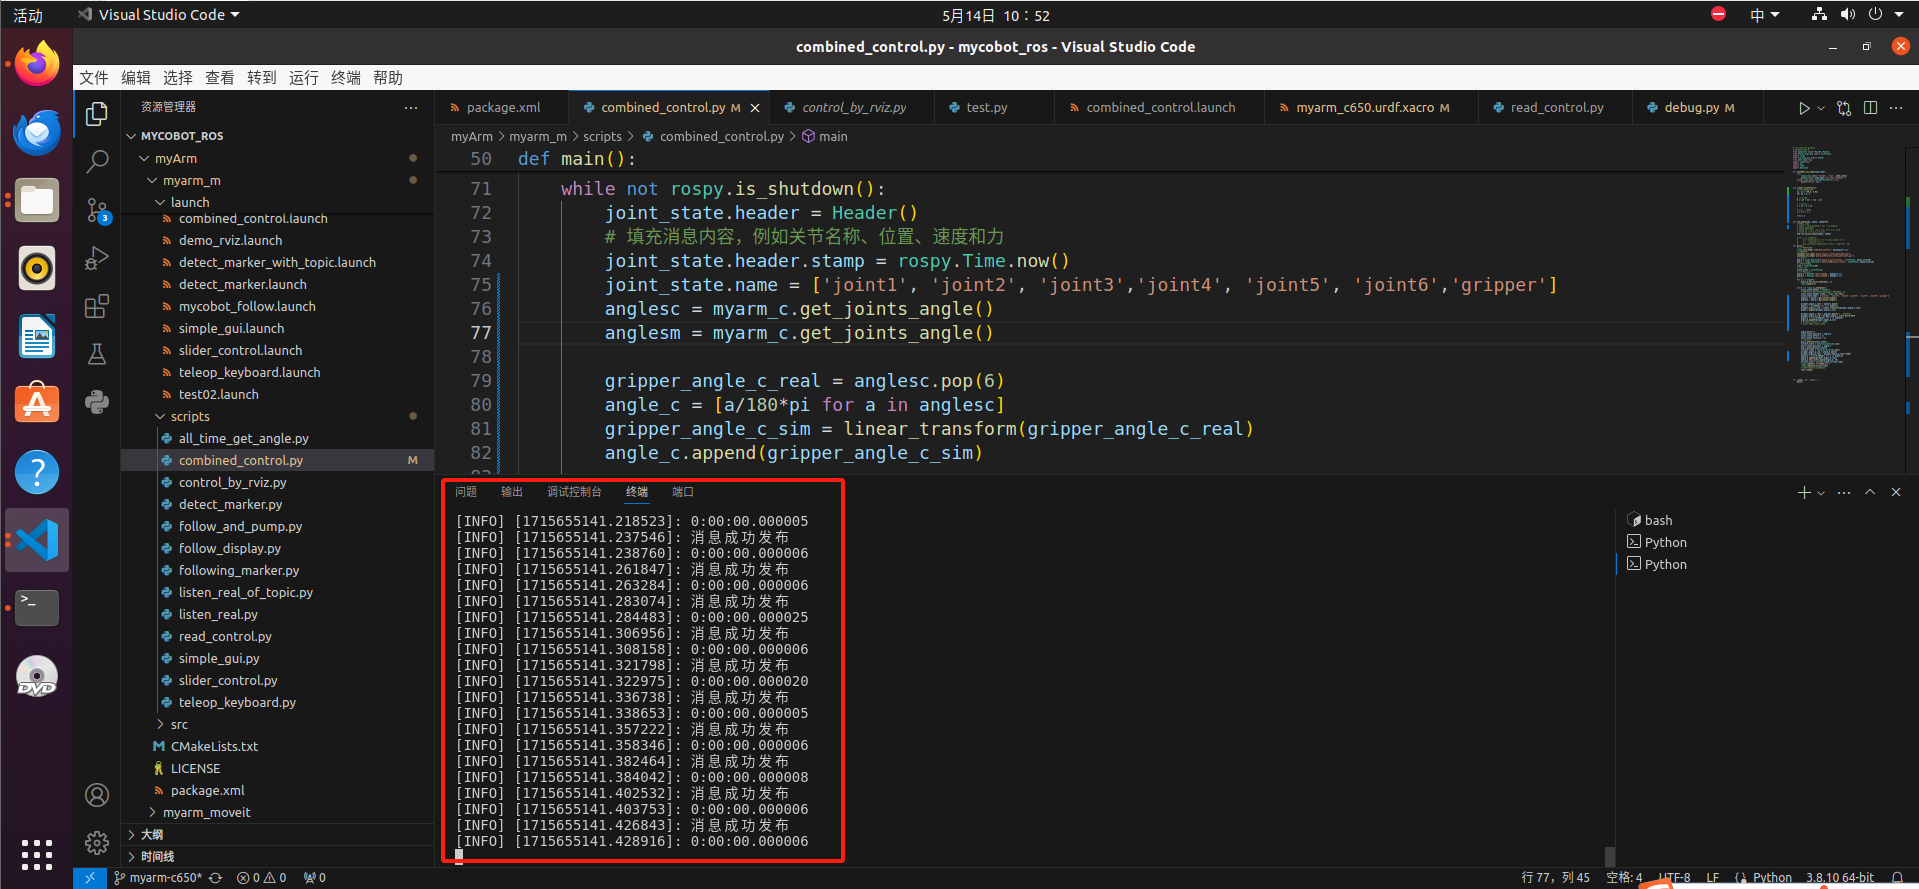 活动
Visual Studio Code
5月14日 10：52
中
combined_control.py - mycobot_ros - Visual Studio Code
文件 编辑 选择 查看 转到 运行 终端 帮助
资源管理器
MYCOBOT_ROS
myArm
myarm_m
launch
combined_control.launch
demo_rviz.launch
detect_marker_with_topic.launch
detect_marker.launch
mycobot_follow.launch
simple_gui.launch
slider_control.launch
teleop_keyboard.launch
test02.launch
scripts
all_time_get_angle.py
combined_control.py M
control_by_rviz.py
detect_marker.py
follow_and_pump.py
follow_display.py
following_marker.py
listen_real_of_topic.py
listen_real.py
read_control.py
simple_gui.py
slider_control.py
teleop_keyboard.py
src
CMakeLists.txt
LICENSE
package.xml
myarm_moveit
大纲
时间线
3
package.xml
combined_control.py M
control_by_rviz.py
test.py
combined_control.launch
myarm_c650.urdf.xacro M
read_control.py
debug.py M
myArm > myarm_m > scripts > combined_control.py > main
50 def main():
71 while not rospy.is_shutdown():
72 joint_state.header = Header()
73 # 填充消息内容，例如关节名称、位置、速度和力
74 joint_state.header.stamp = rospy.Time.now()
75 joint_state.name = ['joint1', 'joint2', 'joint3','joint4', 'joint5', 'joint6','gripper']
76 anglesc = myarm_c.get_joints_angle()
77 anglesm = myarm_c.get_joints_angle()
78
79 gripper_angle_c_real = anglesc.pop(6)
80 angle_c = [a/180*pi for a in anglesc]
81 gripper_angle_c_sim = linear_transform(gripper_angle_c_real)
82 angle_c.append(gripper_angle_c_sim)
问题 输出 调试控制台 终端 端口
[INFO] [1715655141.218523]: 0:00:00.000005
[INFO] [1715655141.237546]: 消息成功发布
[INFO] [1715655141.238760]: 0:00:00.000006
[INFO] [1715655141.261847]: 消息成功发布
[INFO] [1715655141.263284]: 0:00:00.000006
[INFO] [1715655141.283074]: 消息成功发布
[INFO] [1715655141.284483]: 0:00:00.000025
[INFO] [1715655141.306956]: 消息成功发布
[INFO] [1715655141.308158]: 0:00:00.000006
[INFO] [1715655141.321798]: 消息成功发布
[INFO] [1715655141.322975]: 0:00:00.000020
[INFO] [1715655141.336738]: 消息成功发布
[INFO] [1715655141.338653]: 0:00:00.000005
[INFO] [1715655141.357222]: 消息成功发布
[INFO] [1715655141.358346]: 0:00:00.000006
[INFO] [1715655141.382464]: 消息成功发布
[INFO] [1715655141.384042]: 0:00:00.000008
[INFO] [1715655141.402532]: 消息成功发布
[INFO] [1715655141.403753]: 0:00:00.000006
[INFO] [1715655141.426843]: 消息成功发布
[INFO] [1715655141.428916]: 0:00:00.000006
bash
Python
Python
DVD
myarm-c650* 0 0 0
行 77，列 45 空格: 4 UTF-8 LF Python 3.8.10 64-bit